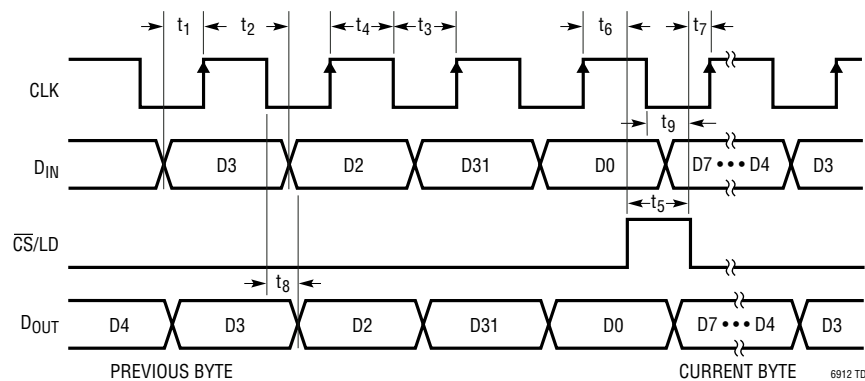 t1 t2 t4 t3 t6 t7
CLK
t9
DIN D3 D2 D31 D0 D7 ••• D4 D3
t5
CS/LD
t8
DOUT D4 D3 D2 D31 D0 D7 ••• D4 D3
PREVIOUS BYTE CURRENT BYTE
6912 TD